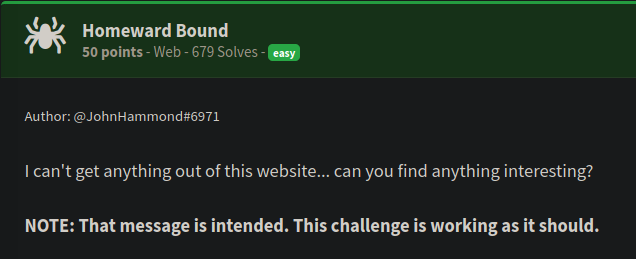 Homeward Bound
50 points - Web - 679 Solves - easy
Author: @JohnHammond#6971
I can't get anything out of this website... can you find anything interesting?
NOTE: That message is intended. This challenge is working as it should.